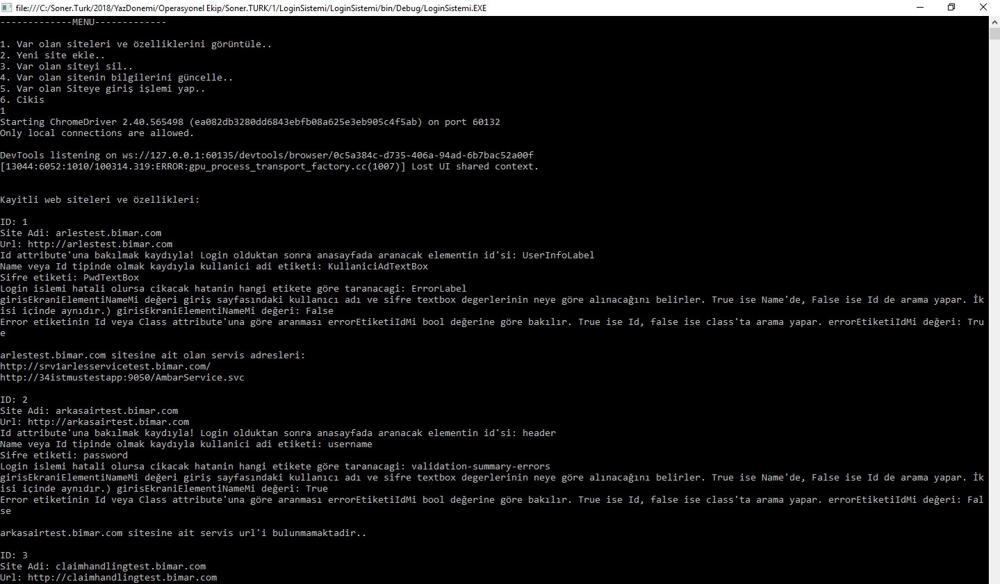 file:///C:/Soner.Turk/2018/YazDonemi/Operasyonel Ekip/Soner.TURK/1/LoginSistemi/LoginSistemi/bin/Debug/LoginSistemi.EXE
-------------MENU-------------
1. Var olan siteleri ve özelliklerini görüntüle..
2. Yeni site ekle..
3. Var olan siteyi sil..
4. Var olan sitenin bilgilerini güncelle..
5. Var olan Siteye giriş işlemi yap..
6. Cikis
1
Starting ChromeDriver 2.40.565498 (ea082db3280dd6843ebfb08a625e3eb905c4f5ab) on port 60132
Only local connections are allowed.
DevTools listening on ws://127.0.0.1:60135/devtools/browser/0c5a384c-d735-406a-94ad-6b7bac52a00f
[13044:6052:1010/100314.319:ERROR:gpu_process_transport_factory.cc(1007)] Lost UI shared context.
Kayitli web siteleri ve özellikleri:
ID: 1
Site Adi: arlestest.bimar.com
Url: http://arlestest.bimar.com
Id attribute'una bakılmak kaydıyla! Login olduktan sonra anasayfada aranacak elementin id'si: UserInfoLabel
Name veya Id tipinde olmak kaydıyla kullanici adi etiketi: KullaniciAdTextBox
Sifre etiketi: PwdTextBox
Login islemi hatali olursa cikacak hatanin hangi etikete göre taranacagi: ErrorLabel
girisEkraniElementiNameMi değeri giriş sayfasındaki kullanıcı adı ve sifre textbox degerlerinin neye göre alınacağını belirler. True ise Name'de, False ise Id de arama yapar. İk
isi içinde aynıdır.) girisEkraniElementiNameMi değeri: False
Error etiketinin Id veya Class attribute'una göre aranması errorEtiketiIdMi bool değerine göre bakılır. True ise Id, false ise class'ta arama yapar. errorEtiketiIdMi değeri: Tru
e
arlestest.bimar.com sitesine ait olan servis adresleri:
http://srv1arlesservicetest.bimar.com/
http://34istmustestapp:9050/AmbarService.svc
ID: 2
Site Adi: arkasairtest.bimar.com
Url: http://arkasairtest.bimar.com
Id attribute'una bakılmak kaydıyla! Login olduktan sonra anasayfada aranacak elementin id'si: header
Name veya Id tipinde olmak kaydıyla kullanici adi etiketi: username
Sifre etiketi: password
Login islemi hatali olursa cikacak hatanin hangi etikete göre taranacagi: validation-summary-errors
girisEkraniElementiNameMi değeri giriş sayfasındaki kullanıcı adı ve sifre textbox degerlerinin neye göre alınacağını belirler. True ise Name'de, False ise Id de arama yapar. İk
isi içinde aynıdır.) girisEkraniElementiNameMi değeri: True
Error etiketinin Id veya Class attribute'una göre aranması errorEtiketiIdMi bool değerine göre bakılır. True ise Id, false ise class'ta arama yapar. errorEtiketiIdMi değeri: Fal
se
arkasairtest.bimar.com sitesine ait servis url'i bulunmamaktadir..
ID: 3
Site Adi: claimhandlingtest.bimar.com
Url: http://claimhandlingtest.bimar.com